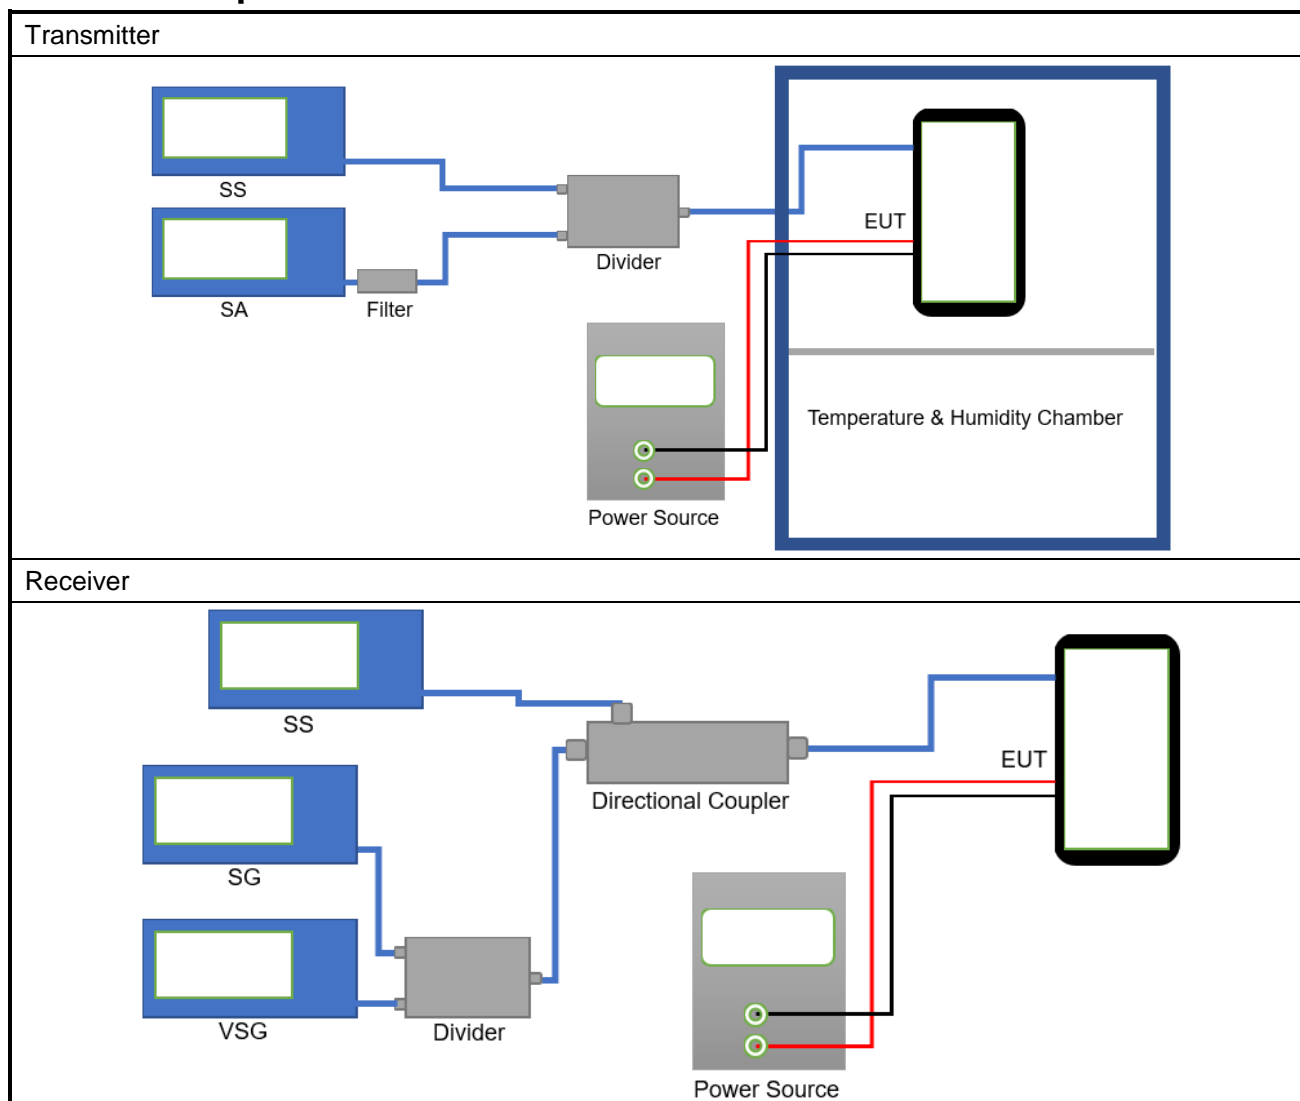 Transmitter
SS
SA
Filter
Divider
EUT
Temperature & Humidity Chamber
Power Source
Receiver
SS
SG
VSG
Divider
Directional Coupler
EUT
Power Source